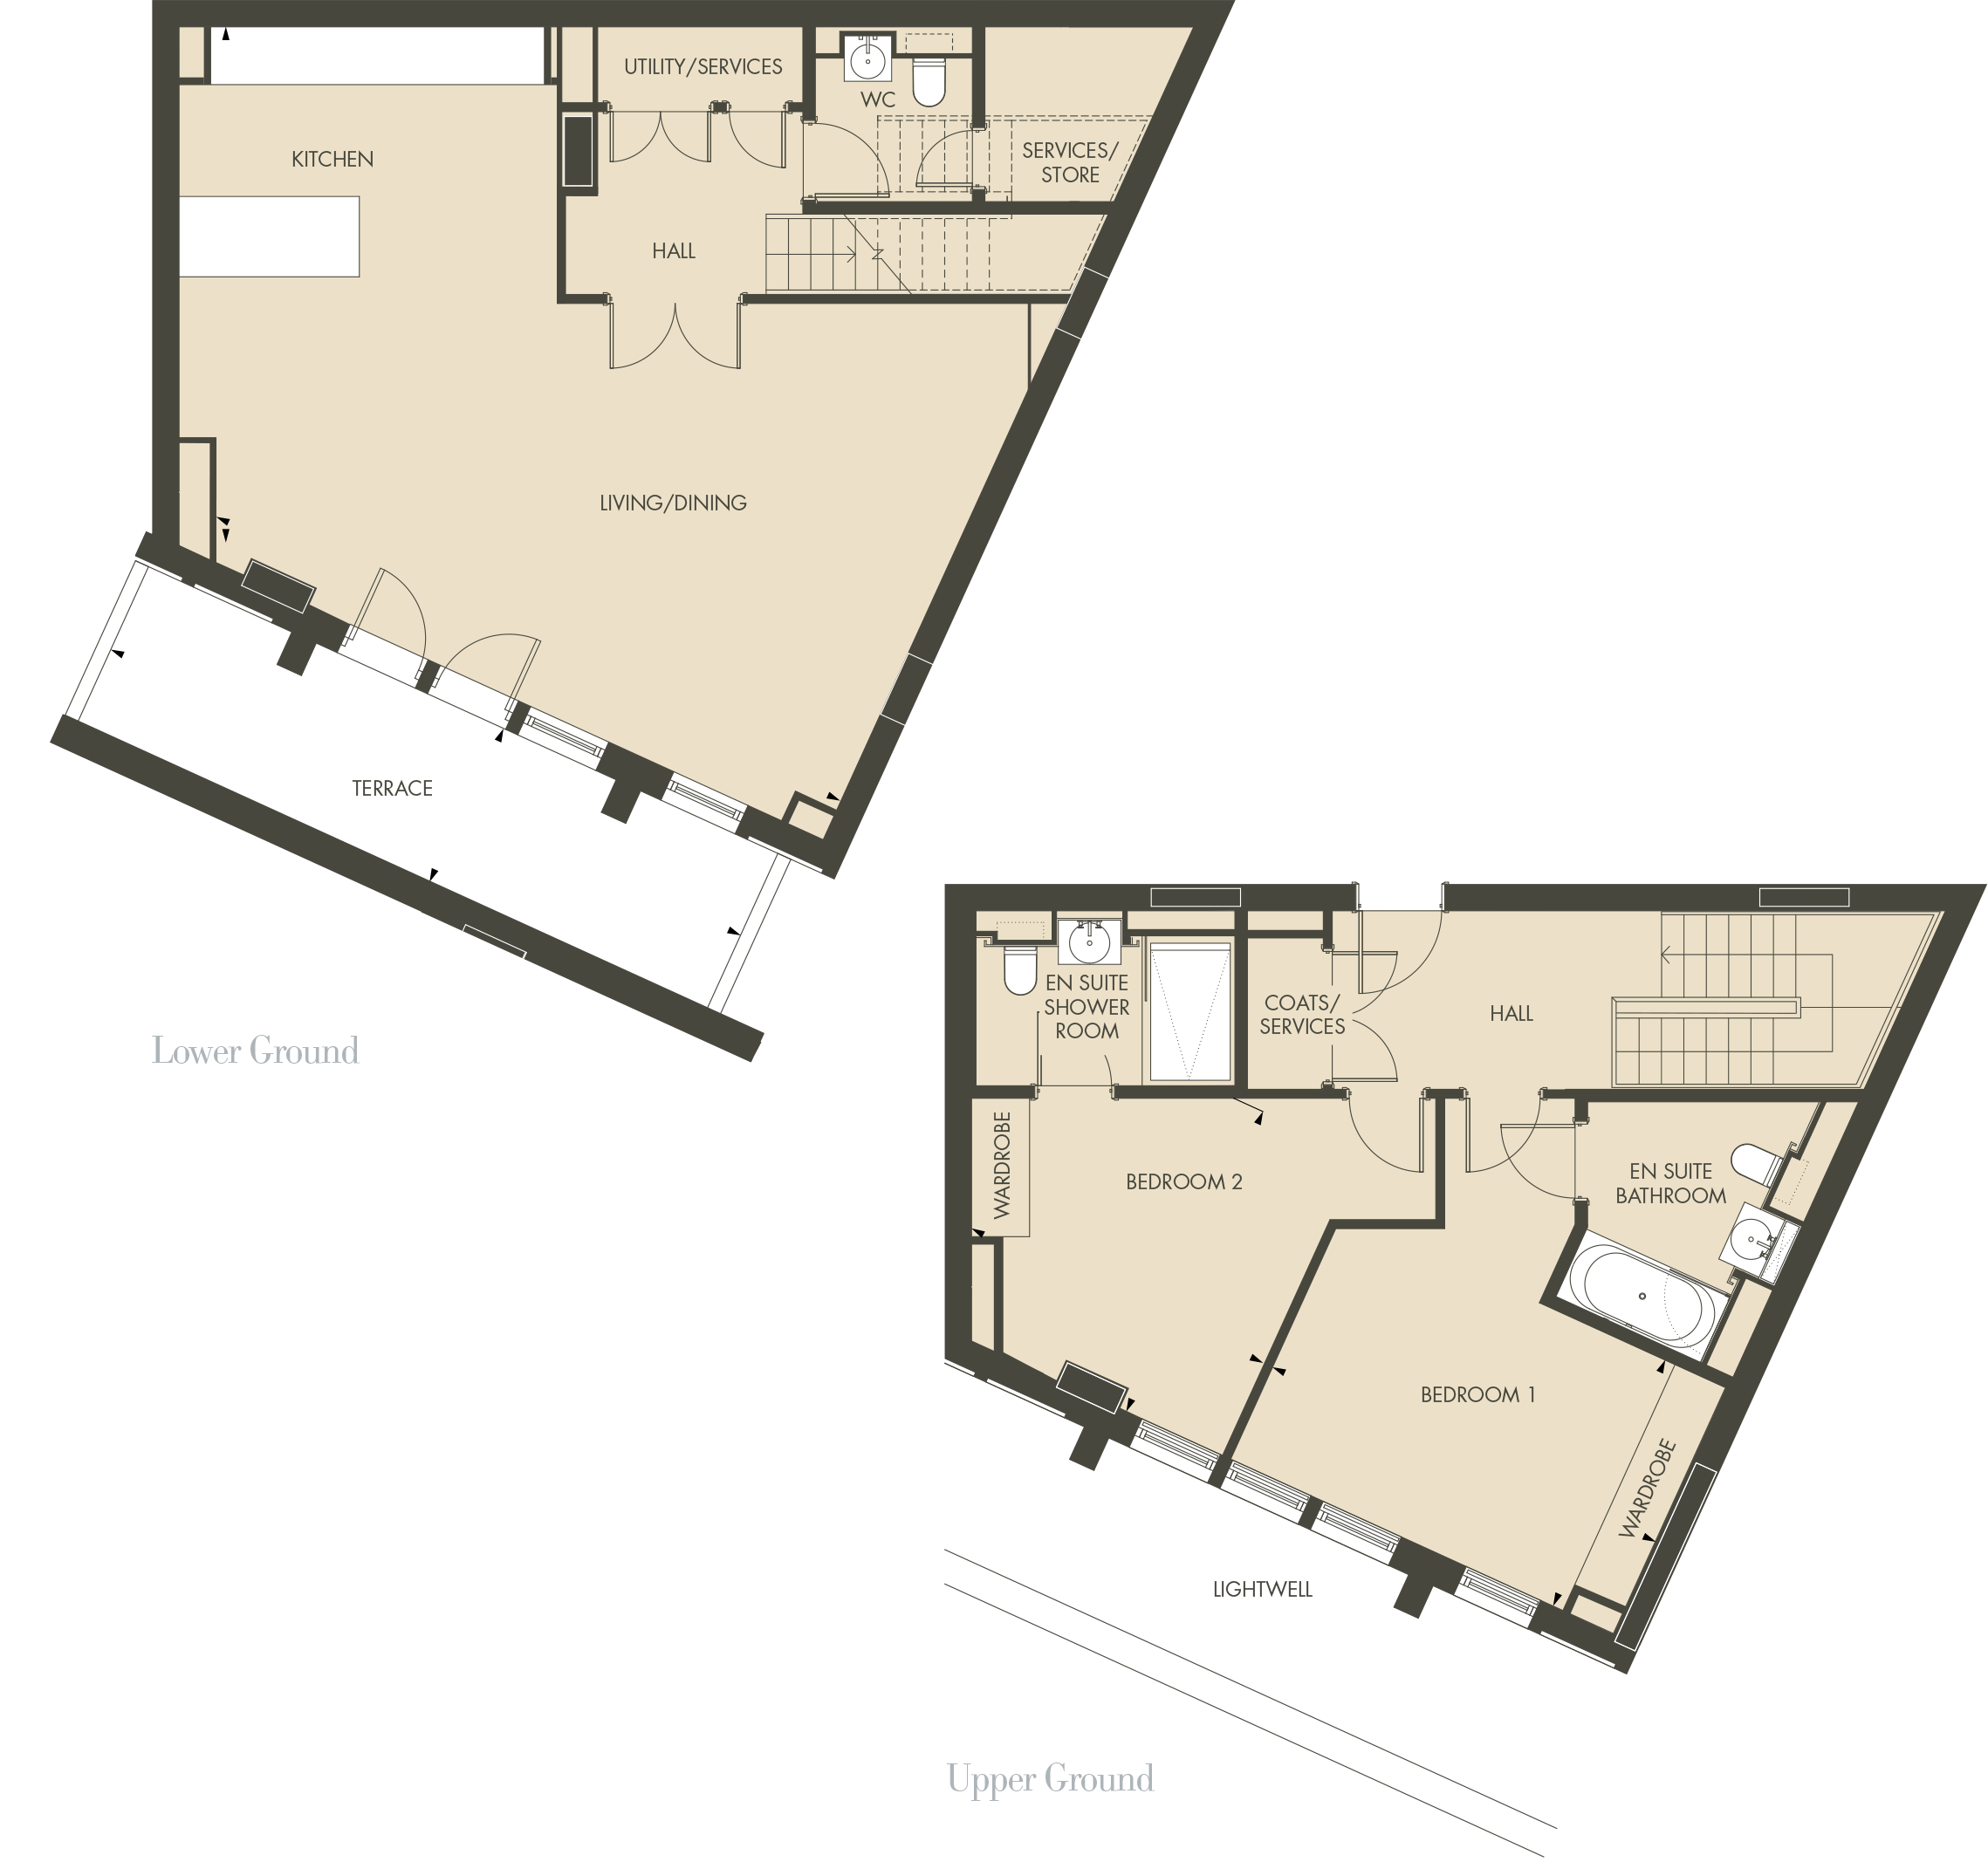 UTILITY/SERVICES
WC
KITCHEN
SERVICES/
STORE
HALL
LIVING/DINING
TERRACE
Lower Ground
EN SUITE
SHOWER
ROOM
COATS/
SERVICES
HALL
WARDROBE
BEDROOM 2
EN SUITE
BATHROOM
BEDROOM 1
WARDROBE
LIGHTWELL
Upper Ground